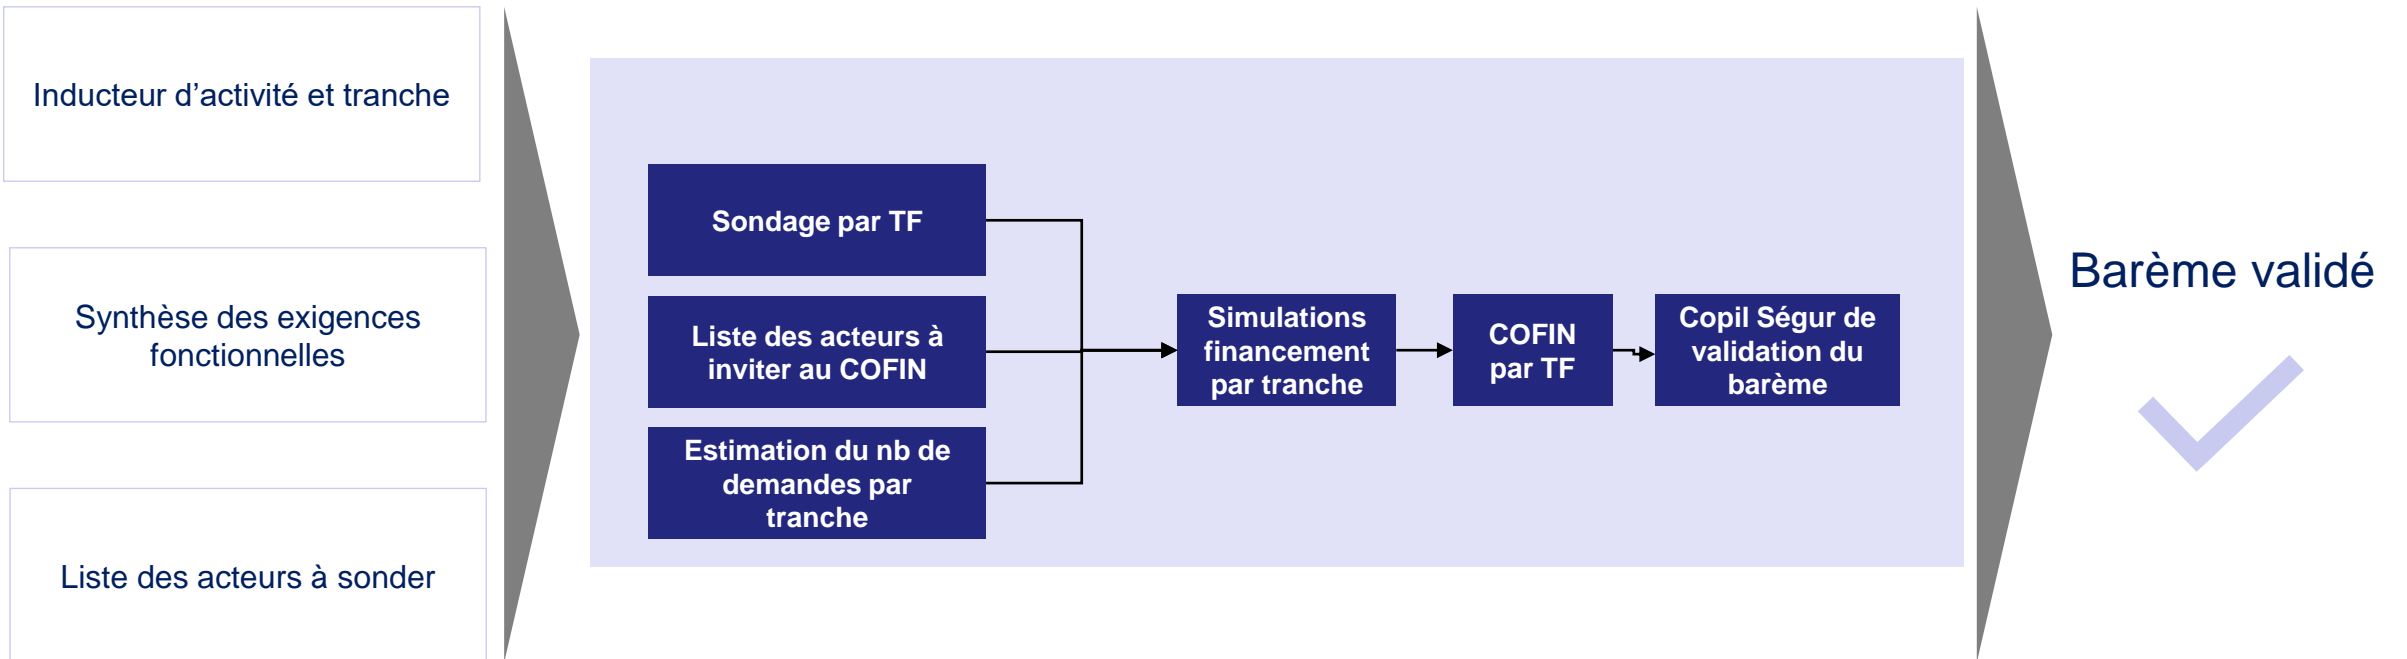 Inducteur d’activité et tranche
Synthèse des exigences
fonctionnelles
Liste des acteurs à sonder
Sondage par TF
Liste des acteurs à
inviter au COFIN
Estimation du nb de
demandes par
tranche
Simulations
financement
par tranche
COFIN
par TF
Copil Ségur de
validation du
barème
Barème validé